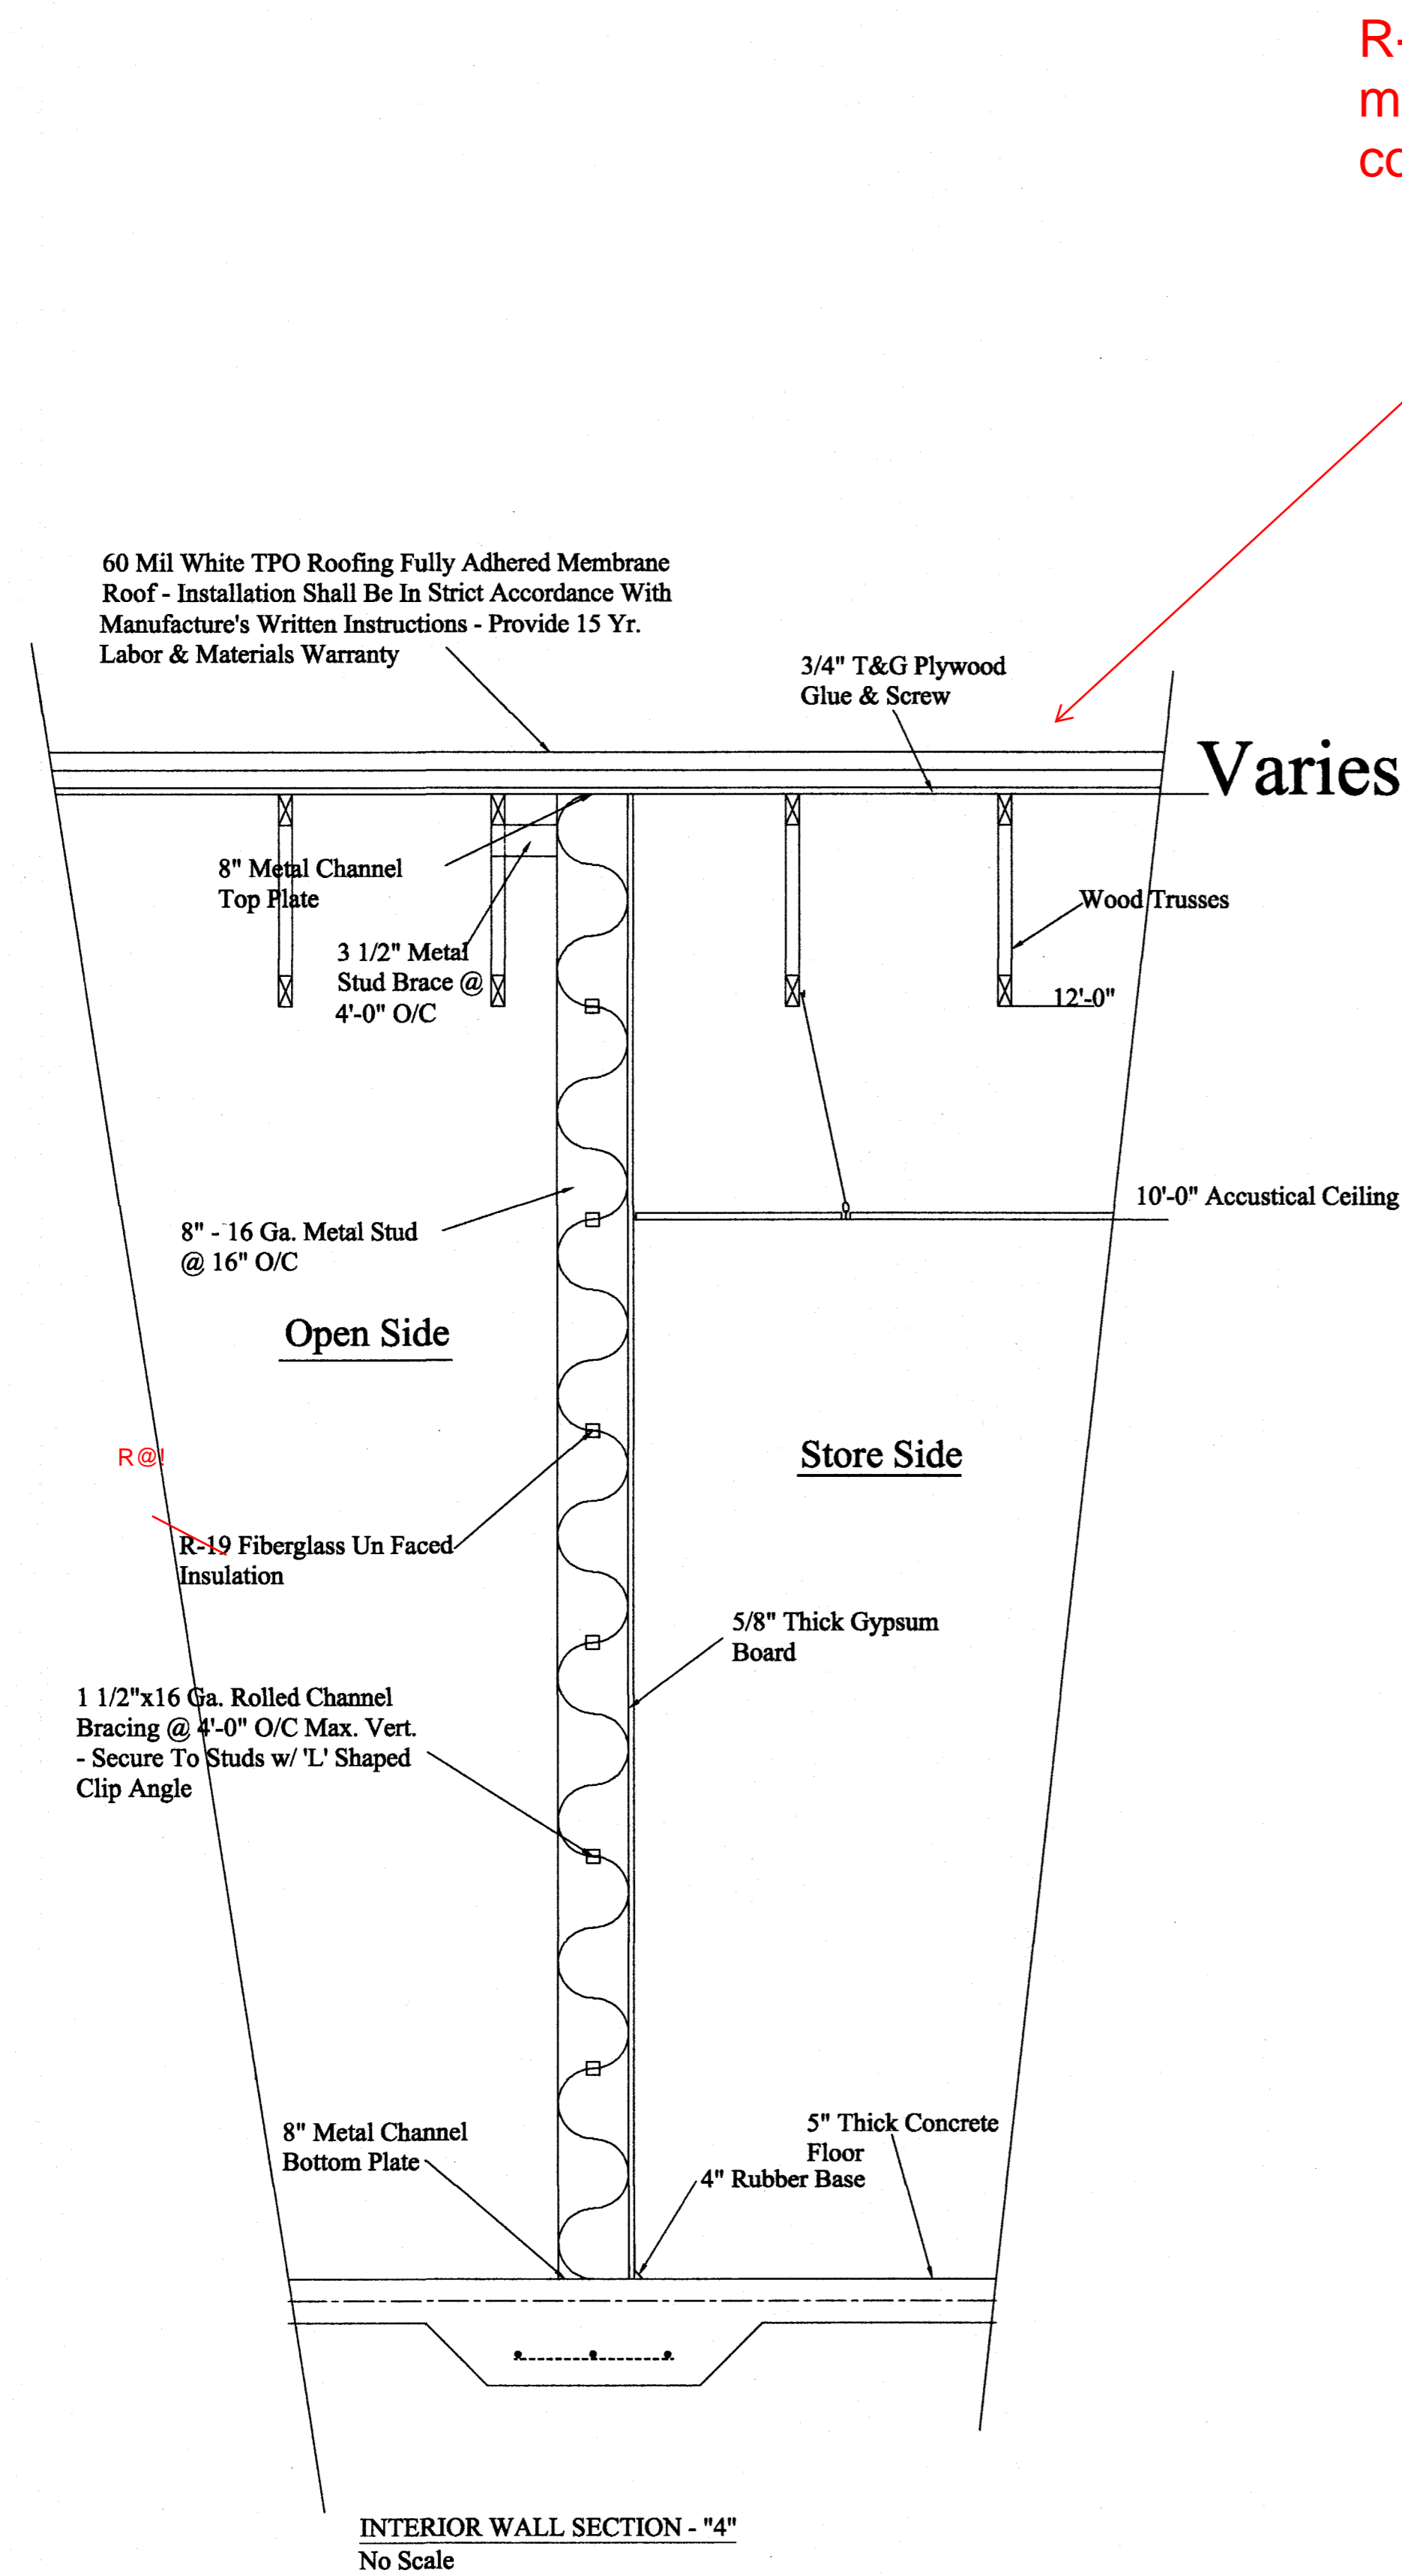 R-
m
co
60 Mil White TPO Roofing Fully Adhered Membrane
Roof - Installation Shall Be In Strict Accordance With
Manufacture's Written Instructions - Provide 15 Yr.
Labor & Materials Warranty
3/4" T&G Plywood
Glue & Screw
Varies
8" Metal Channel
Top Plate
Wood Trusses
3 1/2" Metal
Stud Brace @
4'-0" O/C
12'-0"
10'-0" Accustical Ceiling
8" - 16 Ga. Metal Stud
@ 16" O/C
Open Side
Store Side
R@!
R-19 Fiberglass Un Faced
Insulation
5/8" Thick Gypsum
Board
1 1/2"x16 Ga. Rolled Channel
Bracing @ 4'-0" O/C Max. Vert.
- Secure To Studs w/ 'L' Shaped
Clip Angle
8" Metal Channel
Bottom Plate
5" Thick Concrete
Floor
4" Rubber Base
INTERIOR WALL SECTION - "4"
No Scale